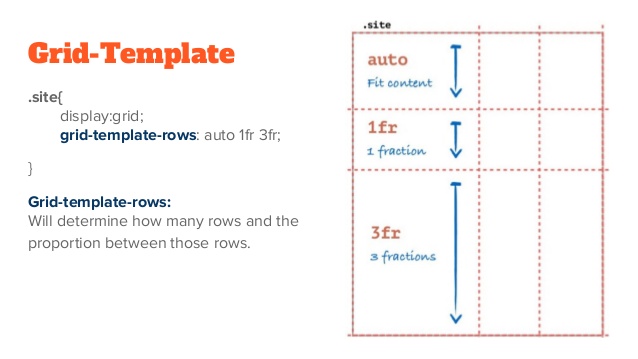 Grid-Template
.site{
display:grid;
grid-template-rows: auto 1fr 3fr;
}
Grid-template-rows:
Will determine how many rows and the
proportion between those rows.
.site
auto
Fit content
1fr
1 fraction
3fr
3 fractions